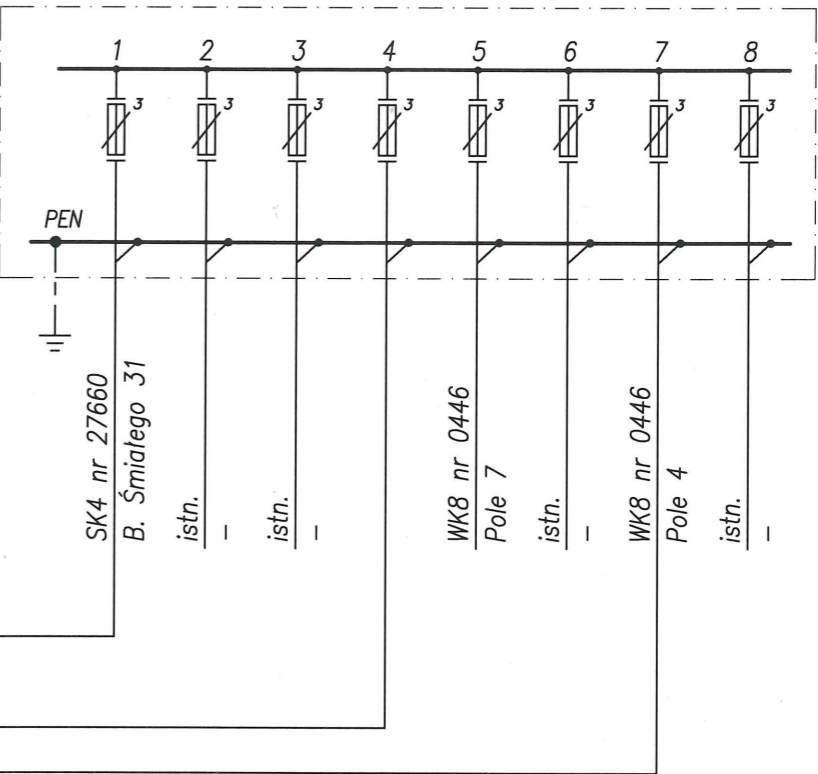 1 2 3 4 5 6 7 8
3 3 3 3 3 3 3
PEN
SK4 nr 27660
B. Śmiałego 31
istn.
–
istn.
–
WK8 nr 0446
Pole 7
istn.
–
WK8 nr 0446
Pole 4
istn.
–